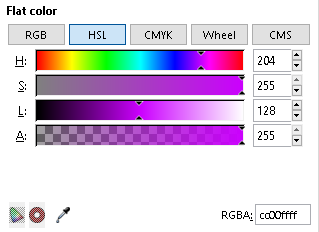 Flat color
RGB HSL CMYK Wheel CMS
H: 204
S: 255
L: 128
A: 255
RGBA: cc00ffff